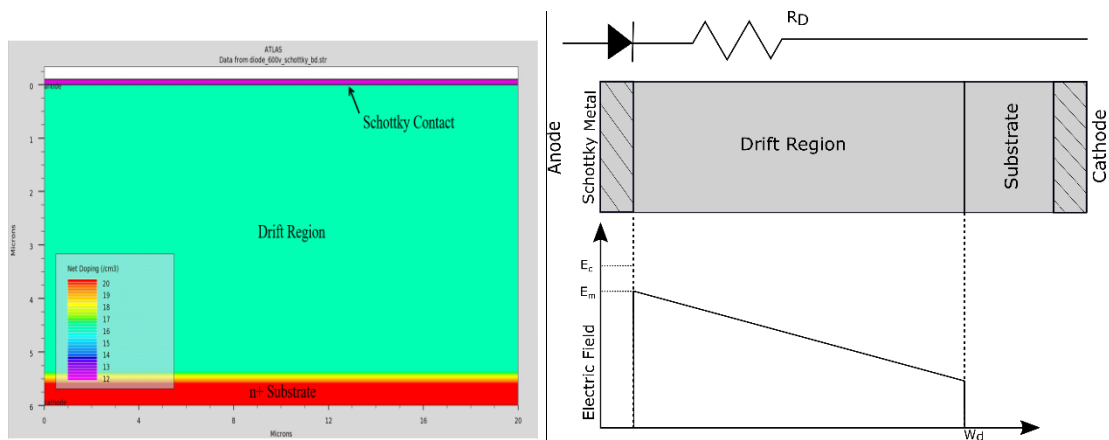 ATLAS
Data from diode_600v_schottky_bd.str
anode
Schottky Contact
Drift Region
Net Doping (/cm3)
20
19
18
17
16
15
14
13
12
n+ Substrate
cathode
0
1
2
3
4
5
6
Microns
0
4
8
12
16
20
Microns
RD
Anode
Schottky Metal
Drift Region
Substrate
Cathode
Ec
Em
Electric Field
Wd